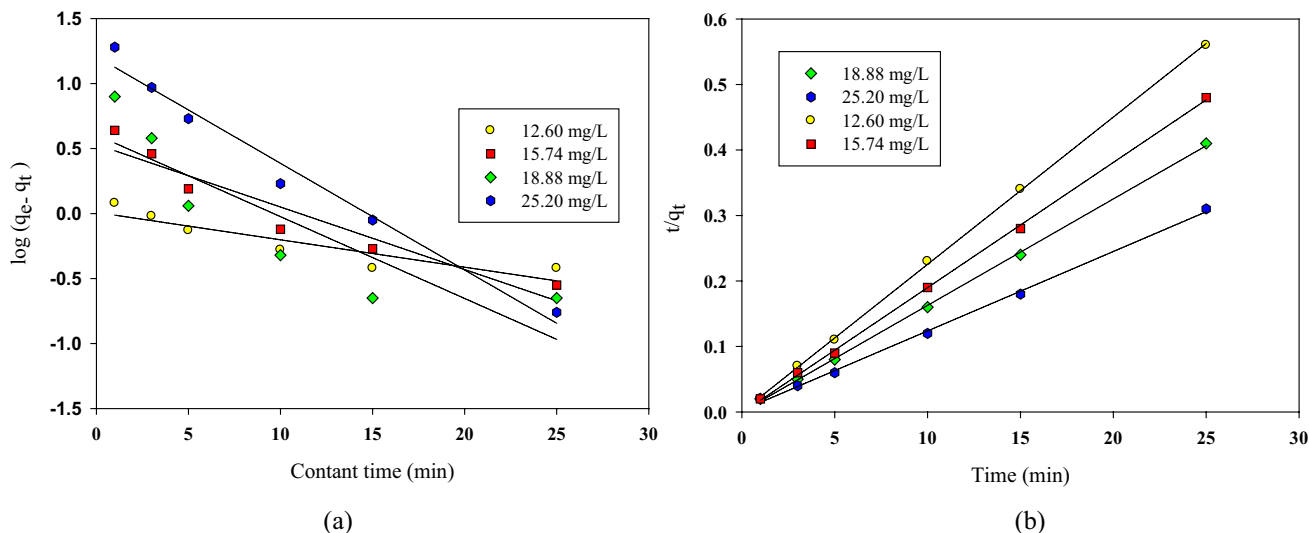 1.5
1.0
0.5
0.0
-0.5
-1.0
-1.5
log (qe- qt)
12.60 mg/L
15.74 mg/L
18.88 mg/L
25.20 mg/L
0 5 10 15 20 25 30
Contant time (min)
(a)
0.6
0.5
0.4
0.3
0.2
0.1
0.0
t/qt
18.88 mg/L
25.20 mg/L
12.60 mg/L
15.74 mg/L
0 5 10 15 20 25 30
Time (min)
(b)